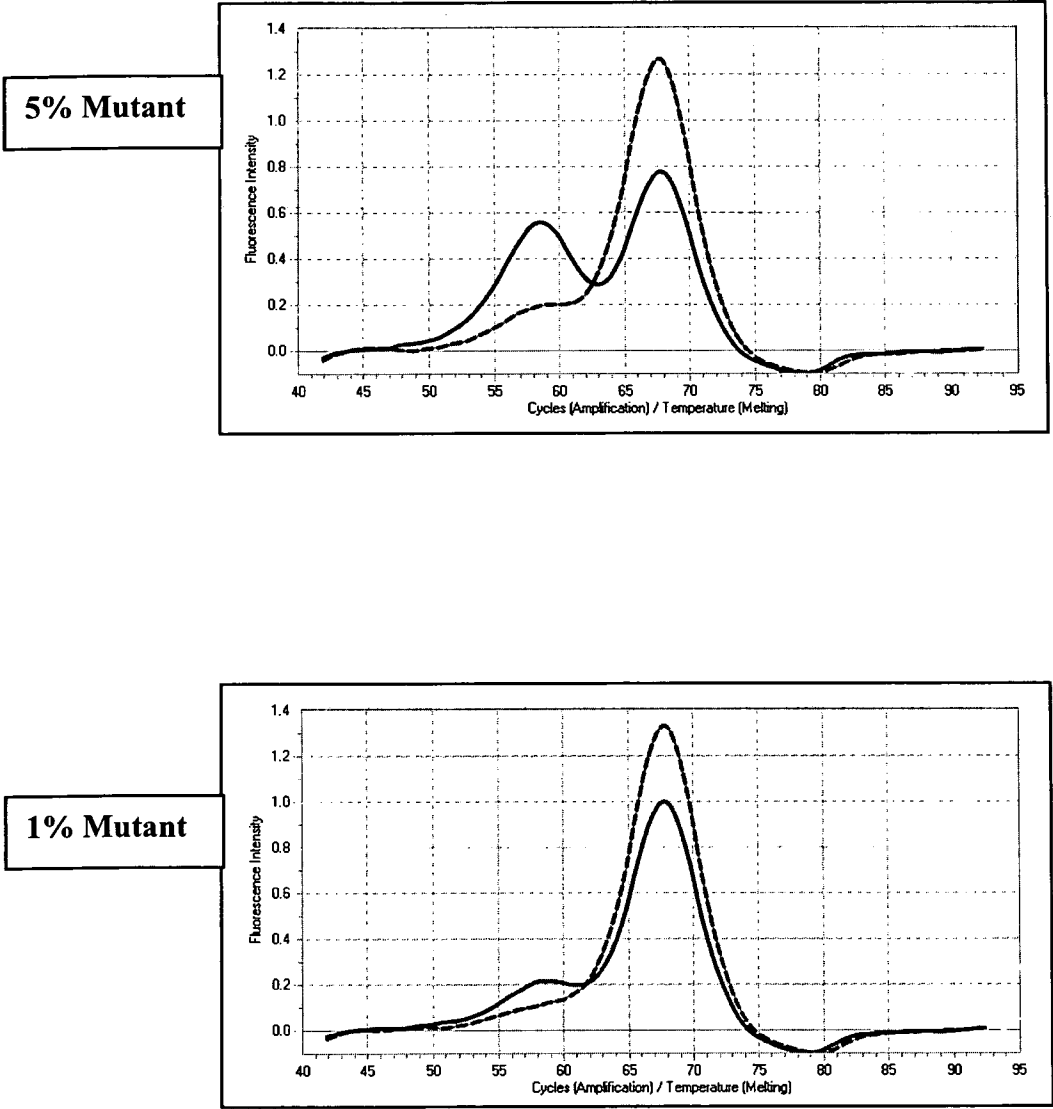 5% Mutant
1.4
1.2
1.0
0.8
0.6
0.4
0.2
0.0
Fluorescence Intensity
40 45 50 55 60 65 70 75 80 85 90 95
Cycles (Amplification) / Temperature (Melting)
1% Mutant
1.4
1.2
1.0
0.8
0.6
0.4
0.2
0.0
Fluorescence Intensity
40 45 50 55 60 65 70 75 80 85 90 95
Cycles (Amplification) / Temperature (Melting)